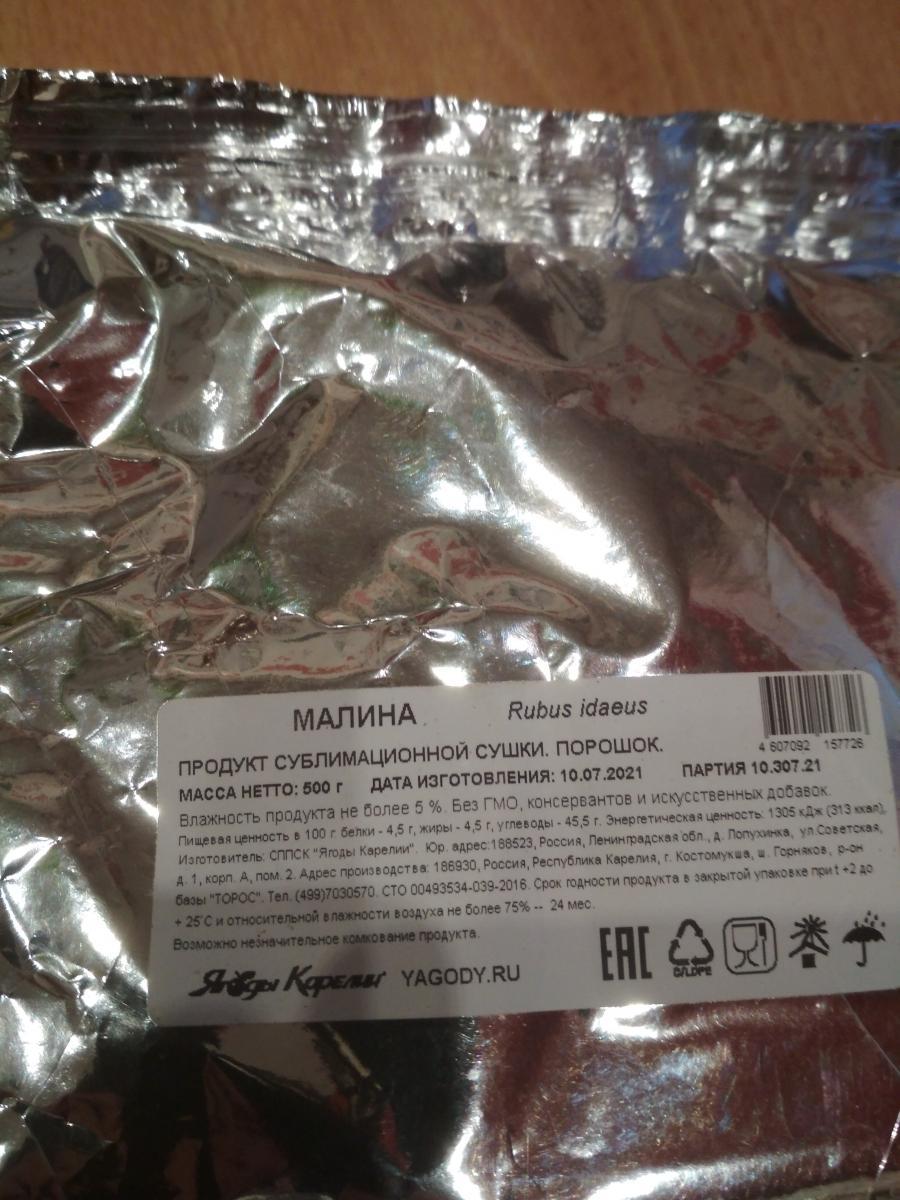 МАЛИНА Rubus idaeus
4 607092 157726
ПРОДУКТ СУБЛИМАЦИОННОЙ СУШКИ. ПОРОШОК.
МАССА НЕТТО: 500 г ДАТА ИЗГОТОВЛЕНИЯ: 10.07.2021 ПАРТИЯ 10.307.21
Влажность продукта не более 5 %. Без ГМО, консервантов и искусственных добавок.
Пищевая ценность в 100 г: белки - 4,5 г, жиры - 4,5 г, углеводы - 45,5 г. Энергетическая ценность: 1305 кДж (313 ккал).
Изготовитель: СППСК "Ягоды Карелии". Юр. адрес:188523, Россия, Ленинградская обл., д. Лопухинка, ул.Советская,
д. 1, корп. А, пом. 2. Адрес производства: 186930, Россия, Республика Карелия, г. Костомукша, ш. Горняков, р-он
базы "ТОРОС". Тел. (499)7030570. СТО 00493534-039-2016. Срок годности продукта в закрытой упаковке при t +2 до
+ 25°С и относительной влажности воздуха не более 75% -- 24 мес.
Возможно незначительное комкование продукта.
Ягоды Карелии YAGODY.RU
EAC
C/LDPE